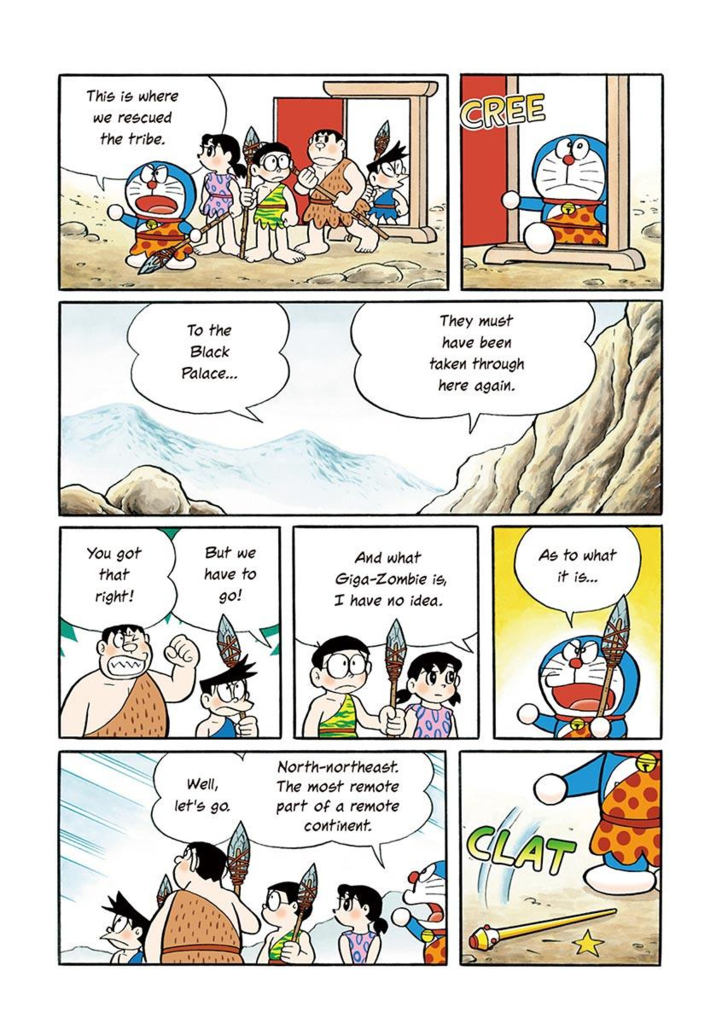 CREE
This is where
we rescued
the tribe.
They must
have been
taken through
here again.
To the
Black
Palace...
As to what
it is...
And what
Giga-Zombie is,
I have no idea.
But we
have to
go!
You got
that
right!
CLAT
North-northeast.
The most remote
part of a remote
continent.
Well,
let's go.